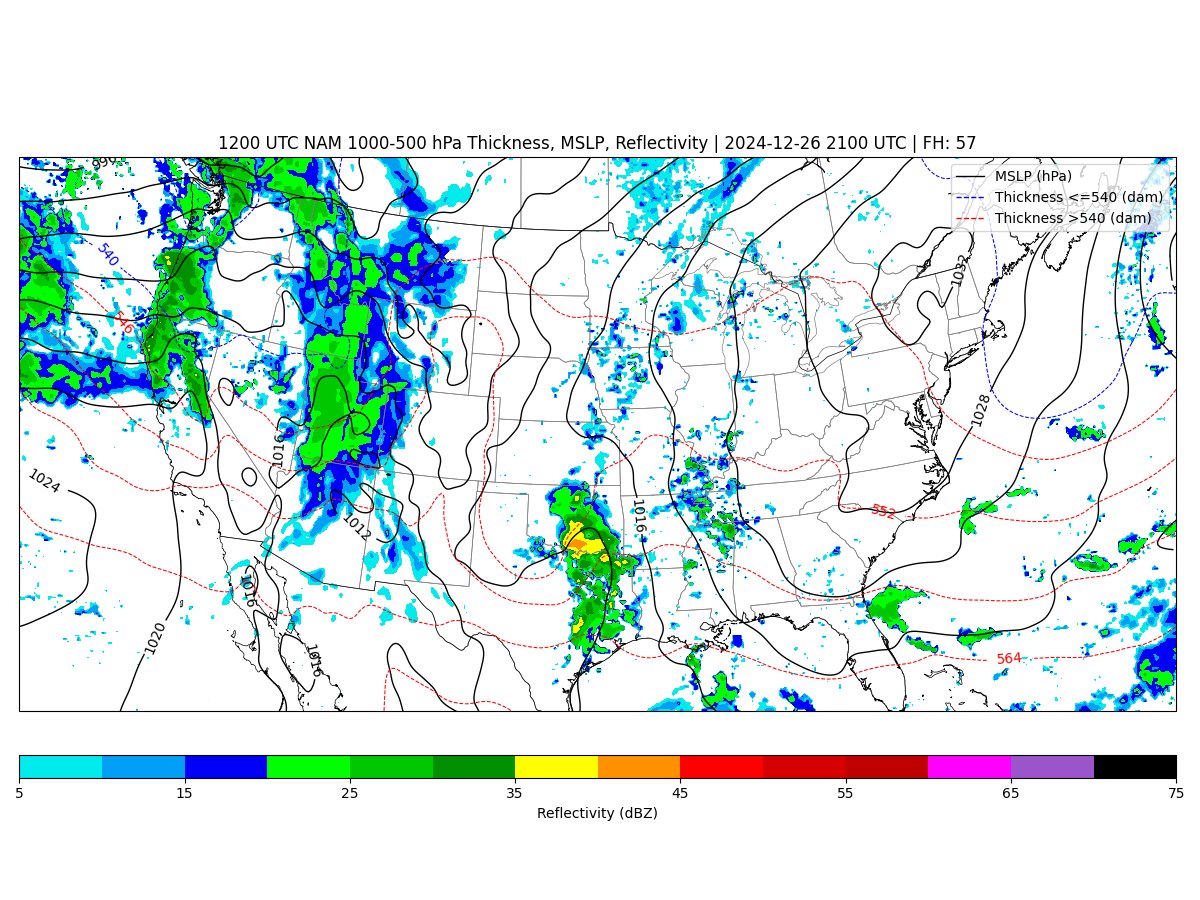 1200 UTC NAM 1000-500 hPa Thickness, MSLP, Reflectivity | 2024-12-26 2100 UTC | FH: 57
996
MSLP (hPa)
Thickness <=540 (dam)
Thickness >540 (dam)
540
1032
546
1028
1016
1024
552
1016
1012
1016
1020
1016
564
5 15 25 35 45 55 65 75
Reflectivity (dBZ)